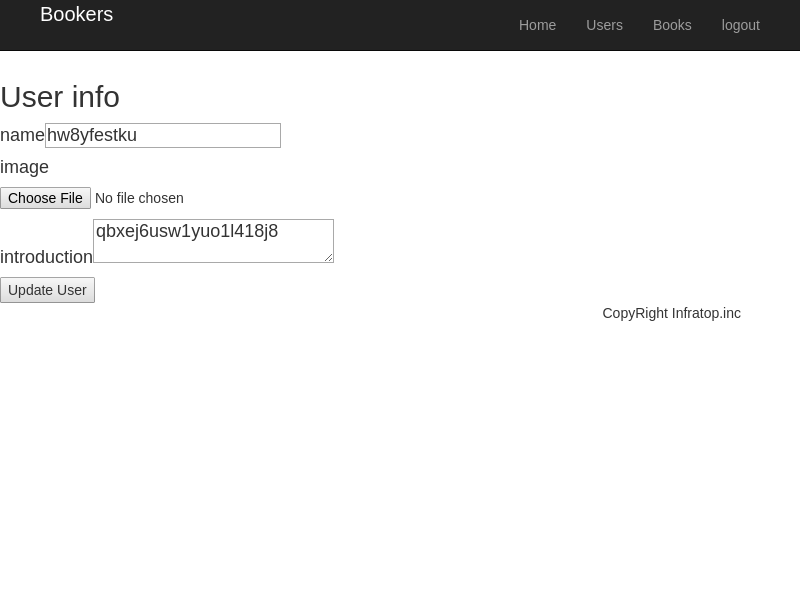 Bookers
Home Users Books logout
User info
name hw8yfestku
image
Choose File No file chosen
introduction qbxej6usw1yuo1l418j8
Update User
CopyRight Infratop.inc